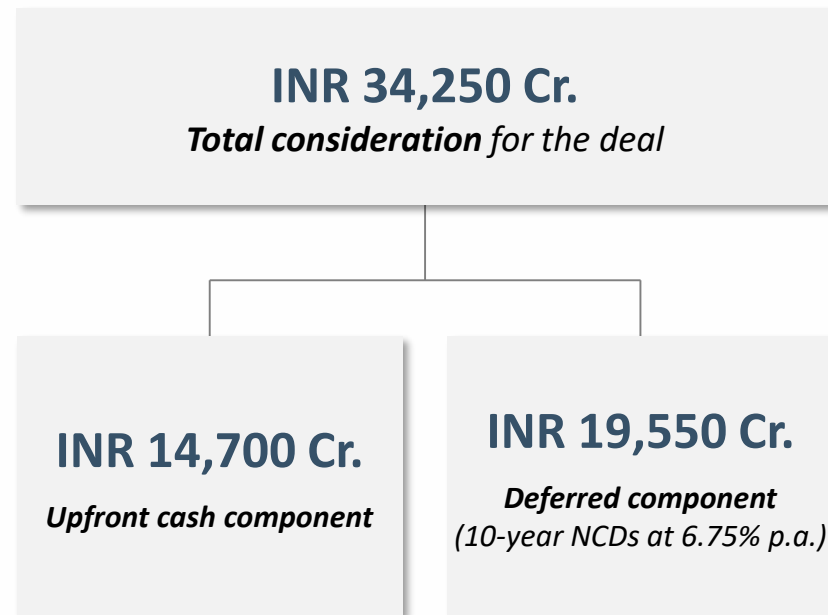 INR 34,250 Cr.
Total consideration for the deal
INR 14,700 Cr.
Upfront cash component
INR 19,550 Cr.
Deferred component
(10-year NCDs at 6.75% p.a.)